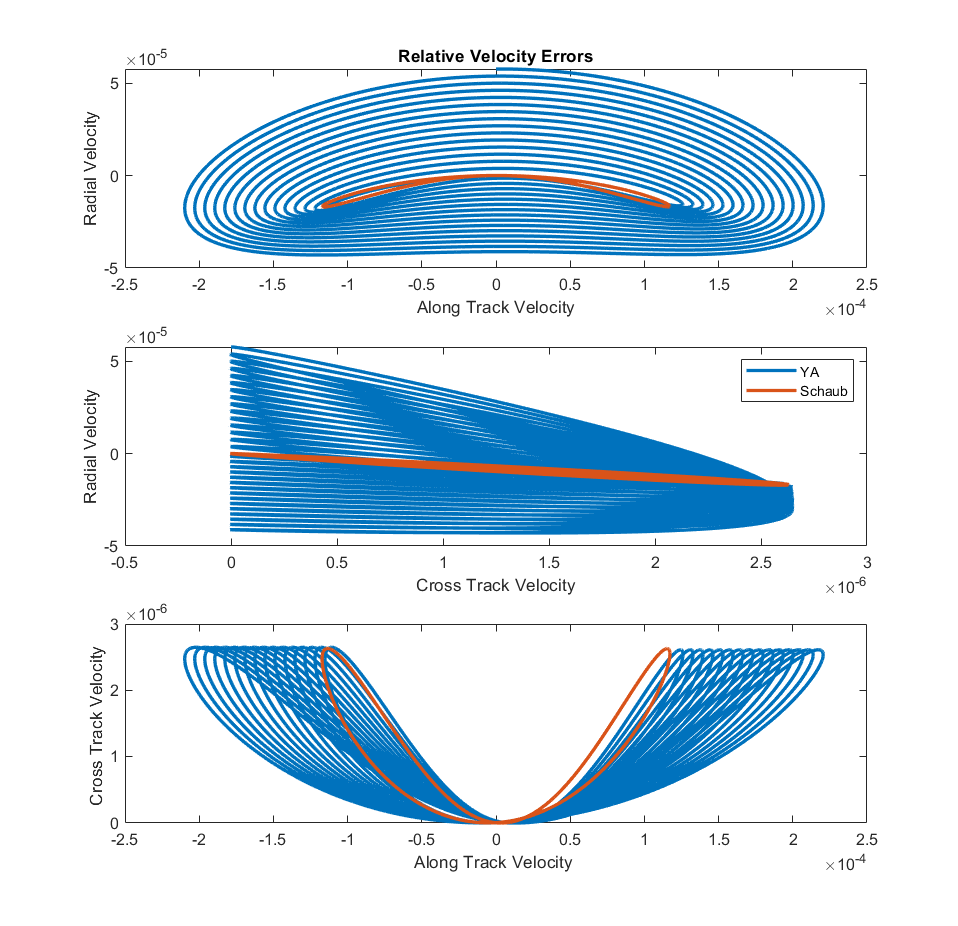 Relative Velocity Errors
×10-5
5
0
-5
Radial Velocity
-2.5 -2 -1.5 -1 -0.5 0 0.5 1 1.5 2 2.5
Along Track Velocity
×10-4
×10-5
5
0
-5
Radial Velocity
YA
Schaub
-0.5 0 0.5 1 1.5 2 2.5 3
Cross Track Velocity
×10-6
×10-6
3
2
1
0
Cross Track Velocity
-2.5 -2 -1.5 -1 -0.5 0 0.5 1 1.5 2 2.5
Along Track Velocity
×10-4